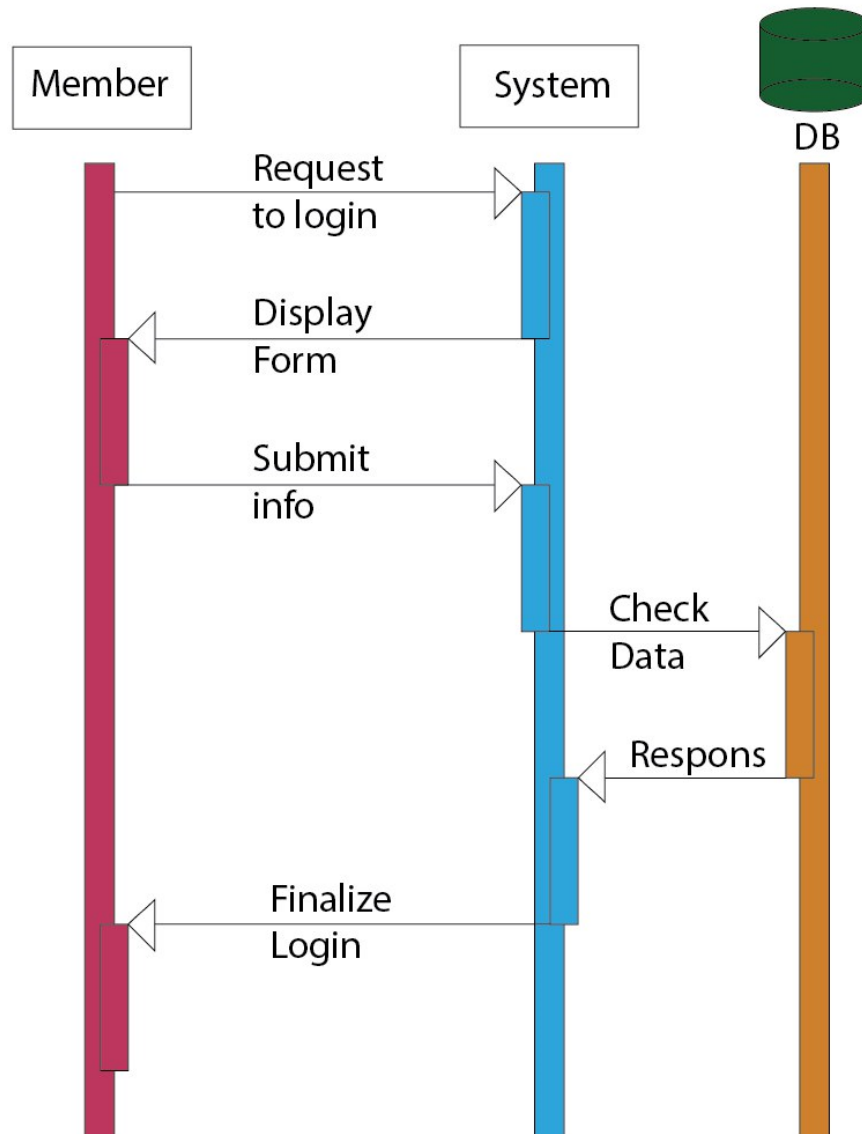 Member
System
DB
Request
to login
Display
Form
Submit
info
Check
Data
Respons
Finalize
Login